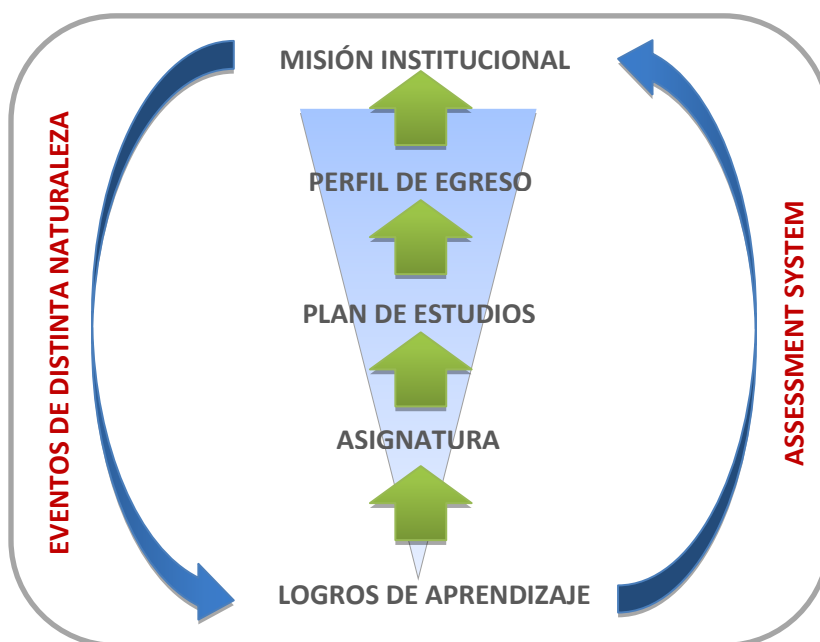 MISIÓN INSTITUCIONAL
PERFIL DE EGRESO
PLAN DE ESTUDIOS
ASIGNATURA
LOGROS DE APRENDIZAJE
EVENTOS DE DISTINTA NATURALEZA
ASSESSMENT SYSTEM